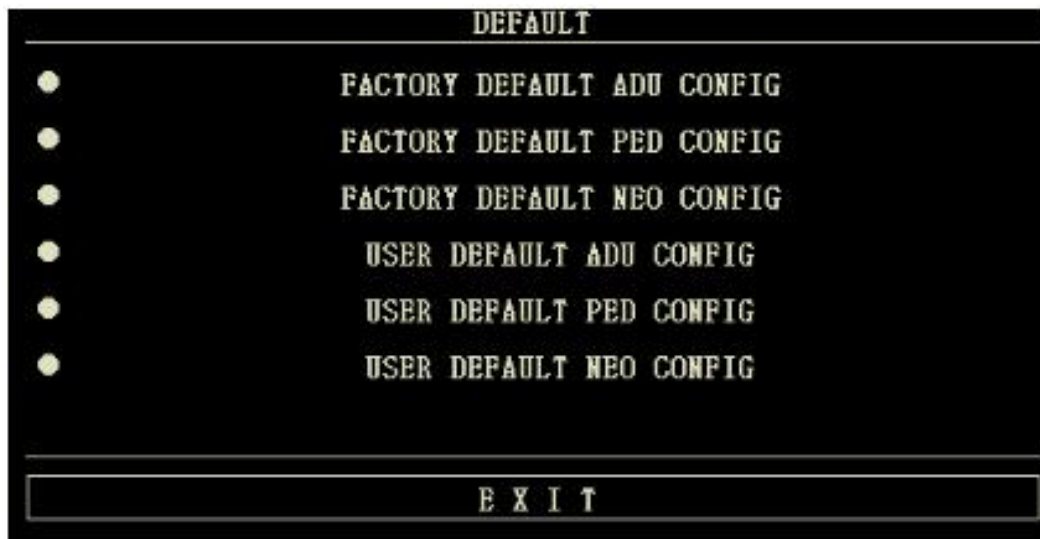 DEFAULT
FACTORY DEFAULT ADU CONFIG
FACTORY DEFAULT PED CONFIG
FACTORY DEFAULT NEO CONFIG
USER DEFAULT ADU CONFIG
USER DEFAULT PED CONFIG
USER DEFAULT NEO CONFIG
E X I T